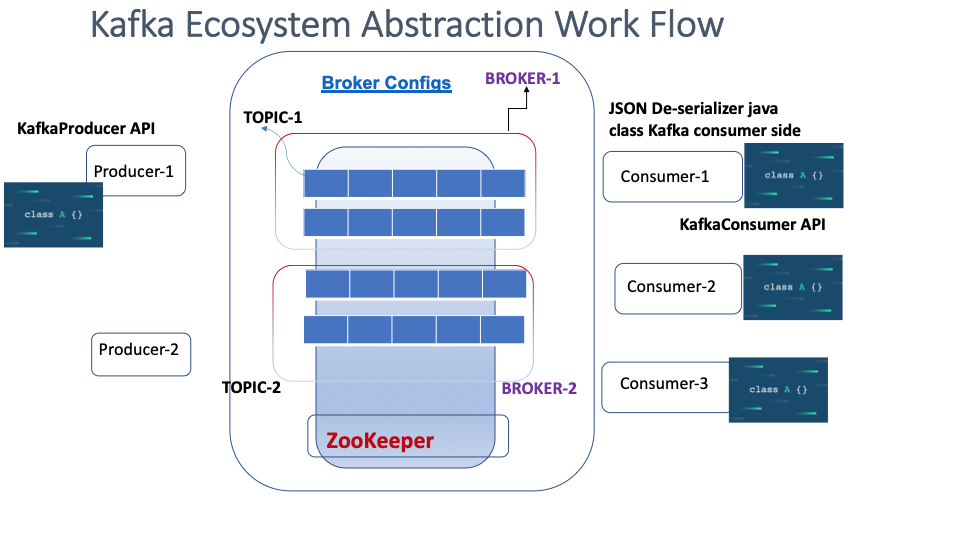 Kafka Ecosystem Abstraction Work Flow
Broker Configs
BROKER-1
TOPIC-1
KafkaProducer API
Producer-1
class A {}
JSON De-serializer java
class Kafka consumer side
Consumer-1
class A {}
KafkaConsumer API
Consumer-2
class A {}
Producer-2
TOPIC-2
BROKER-2
Consumer-3
class A {}
ZooKeeper